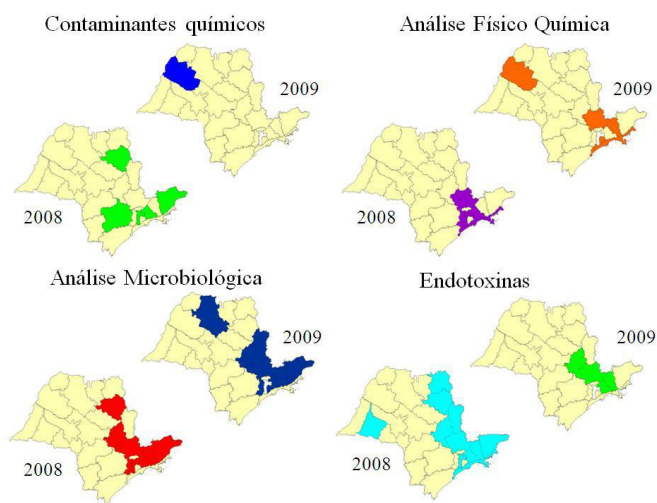 Contaminantes químicos
2009
2008
Análise Físico Química
2009
2008
Análise Microbiológica
2009
2008
Endotoxinas
2009
2008